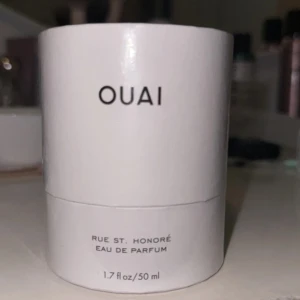 OUAI
RUE ST. HONORÉ
EAU DE PARFUM
1.7 fl oz/50 ml